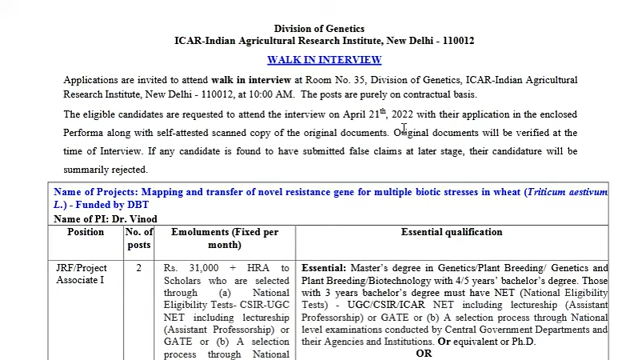 Division of Genetics
ICAR-Indian Agricultural Research Institute, New Delhi - 110012
WALK IN INTERVIEW
Applications are invited to attend walk in interview at Room No. 35, Division of Genetics, ICAR-Indian Agricultural
Research Institute, New Delhi - 110012, at 10:00 AM. The posts are purely on contractual basis.
The eligible candidates are requested to attend the interview on April 21th, 2022 with their application in the enclosed
Performa along with self-attested scanned copy of the original documents. Original documents will be verified at the
time of Interview. If any candidate is found to have submitted false claims at later stage, their candidature will be
summarily rejected.
Name of Projects: Mapping and transfer of novel resistance gene for multiple biotic stresses in wheat (Triticum aestivum
L.) - Funded by DBT
Name of PI: Dr. Vinod
Position No. of posts Emoluments (Fixed per month) Essential qualification
JRF/Project
Associate I
2
Rs. 31,000 + HRA to
Scholars who are selected
through (a) National
Eligibility Tests- CSIR-UGC
NET including lectureship
(Assistant Professorship) or
GATE or (b) A selection
process through National
Essential: Master's degree in Genetics/Plant Breeding/ Genetics and
Plant Breeding/Biotechnology with 4/5 years' bachelor's degree. Those
with 3 years bachelor's degree must have NET (National Eligibility
Tests) - UGC/CSIR/ICAR NET including lectureship (Assistant
Professorship) or GATE or (b) A selection process through National
level examinations conducted by Central Government Departments and
their Agencies and Institutions. Or equivalent or Ph.D.
OR